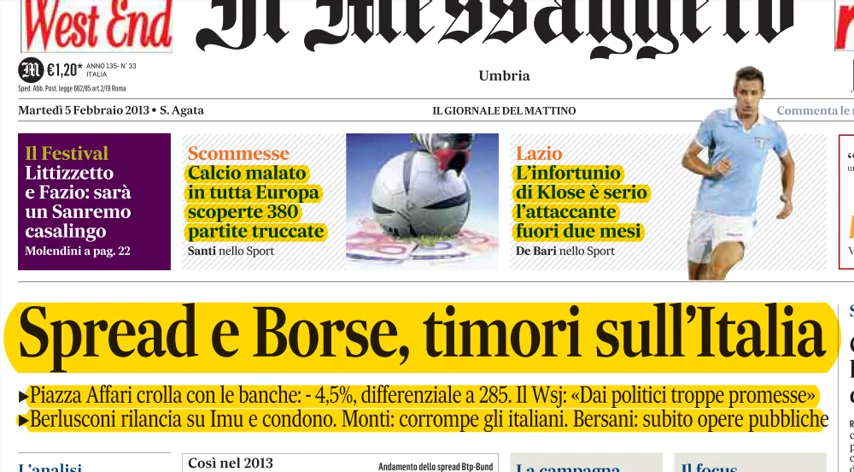 West End
Il Messaggero
€1,20* ANNO 135- N° 33
ITALIA
Sped. Abb. Post. legge 662/96 art.2/19 Roma
Umbria
Martedì 5 Febbraio 2013 • S. Agata
IL GIORNALE DEL MATTINO
Commenta le
Il Festival
Littizzetto
e Fazio: sarà
un Sanremo
casalingo
Molendini a pag. 22
Scommesse
Calcio malato
in tutta Europa
scoperte 380
partite truccate
Santi nello Sport
Lazio
L'infortunio
di Klose è serio
l'attaccante
fuori due mesi
De Bari nello Sport
Spread e Borse, timori sull'Italia
▶Piazza Affari crolla con le banche: - 4,5%, differenziale a 285. Il Wsj: «Dai politici troppe promesse»
▶Berlusconi rilancia su Imu e condono. Monti: corrompe gli italiani. Bersani: subito opere pubbliche
L'analisi
Così nel 2013
Andamento dello spread Btp-Bund
La campagna
Il focus